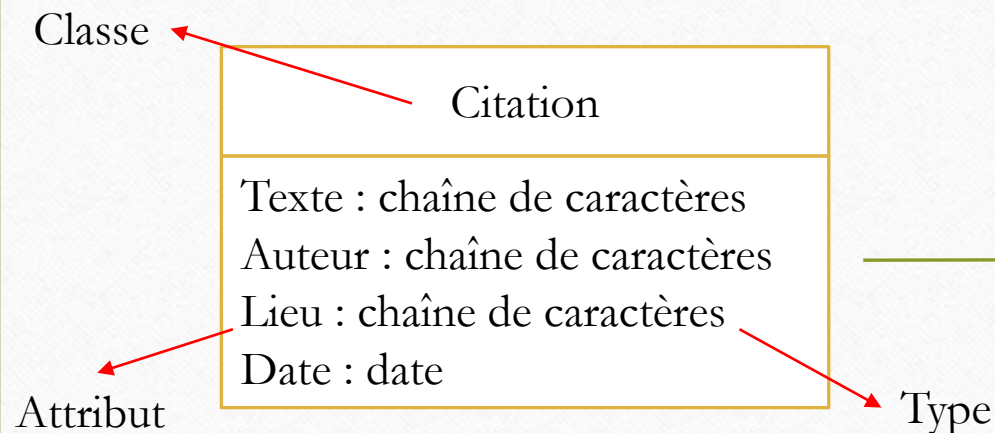 Classe
Citation
Texte : chaîne de caractères
Auteur : chaîne de caractères
Lieu : chaîne de caractères
Date : date
Attribut
Type